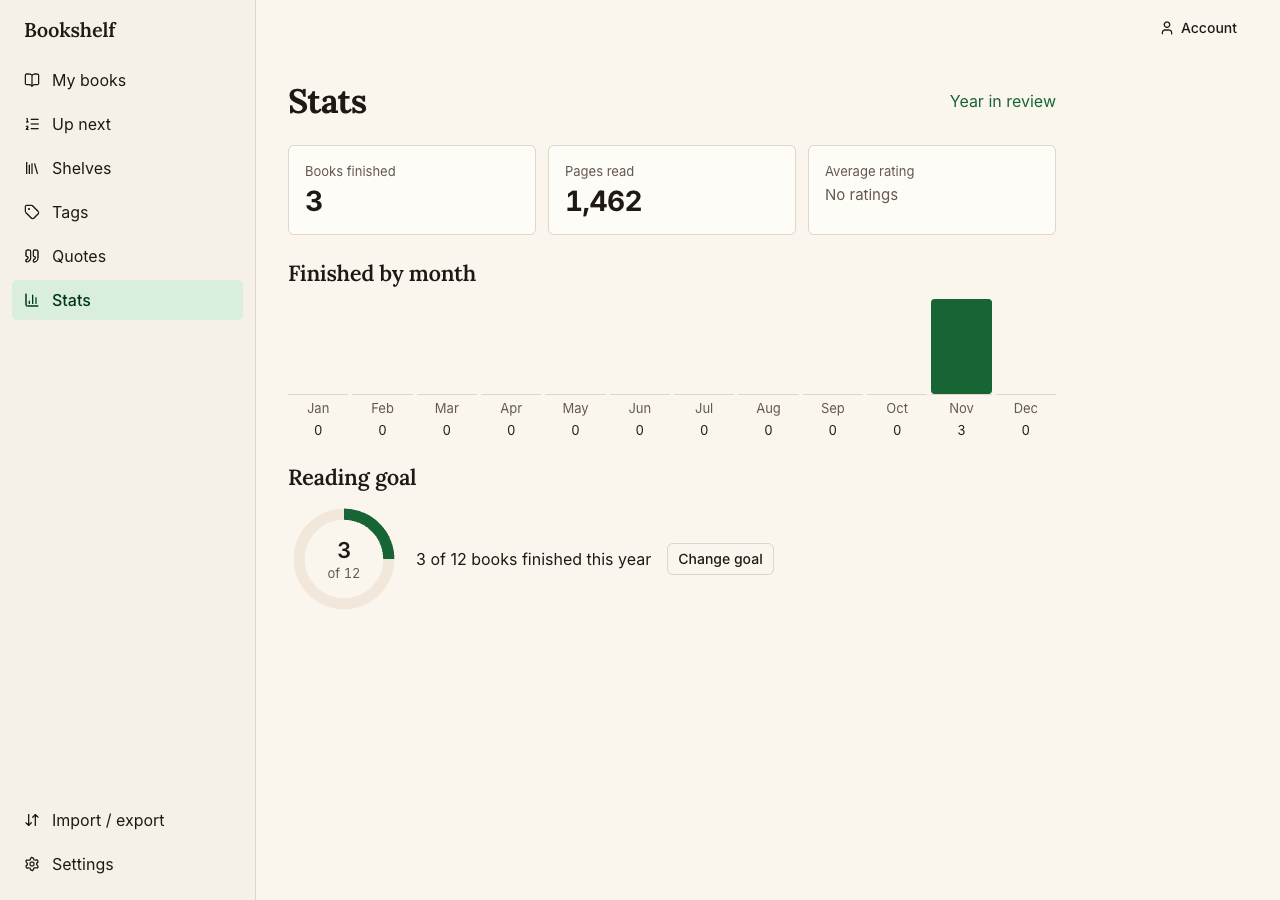 Bookshelf
My books
Up next
Shelves
Tags
Quotes
Stats
Import / export
Settings
Account
Stats
Year in review
Books finished
3
Pages read
1,462
Average rating
No ratings
Finished by month
Jan Feb Mar Apr May Jun Jul Aug Sep Oct Nov Dec
0 0 0 0 0 0 0 0 0 0 3 0
Reading goal
3
of 12
3 of 12 books finished this year
Change goal